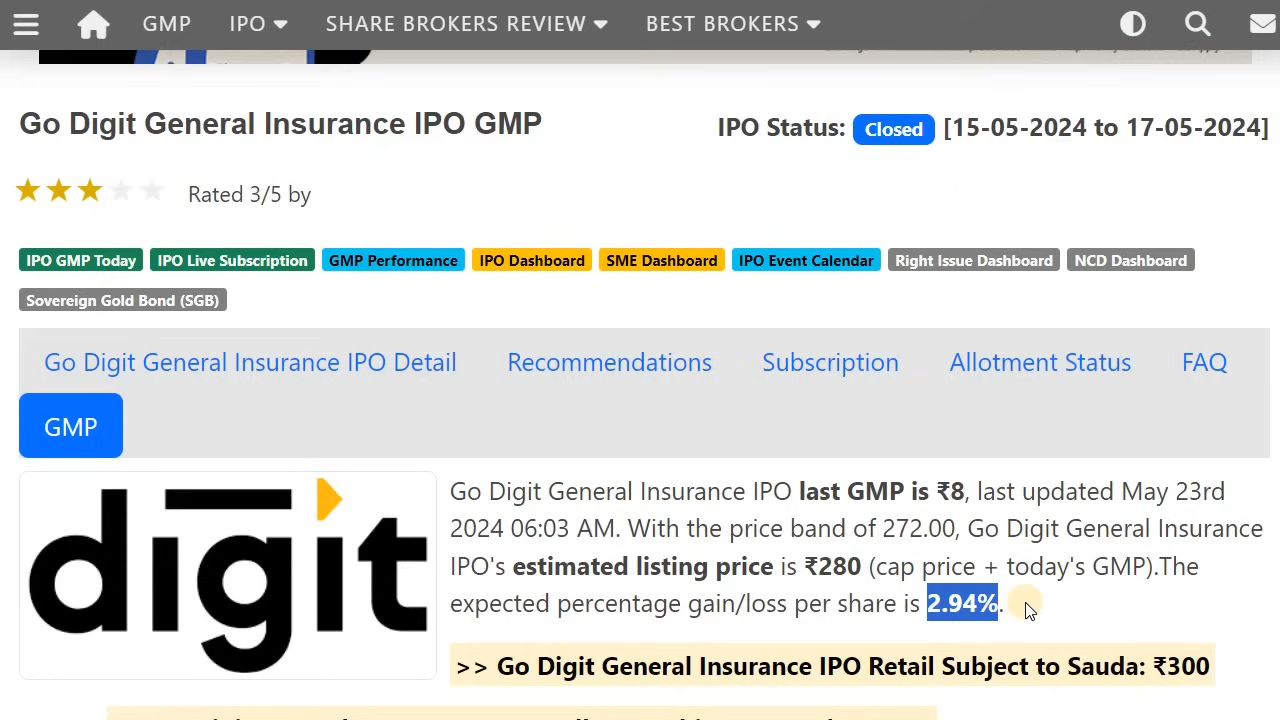 GMP IPO SHARE BROKERS REVIEW BEST BROKERS
Go Digit General Insurance IPO GMP
IPO Status: Closed [15-05-2024 to 17-05-2024]
Rated 3/5 by
IPO GMP Today IPO Live Subscription GMP Performance IPO Dashboard SME Dashboard IPO Event Calendar Right Issue Dashboard NCD Dashboard
Sovereign Gold Bond (SGB)
Go Digit General Insurance IPO Detail Recommendations Subscription Allotment Status FAQ
GMP
digit
Go Digit General Insurance IPO last GMP is ₹8, last updated May 23rd
2024 06:03 AM. With the price band of 272.00, Go Digit General Insurance
IPO's estimated listing price is ₹280 (cap price + today's GMP).The
expected percentage gain/loss per share is 2.94%.
>> Go Digit General Insurance IPO Retail Subject to Sauda: ₹300